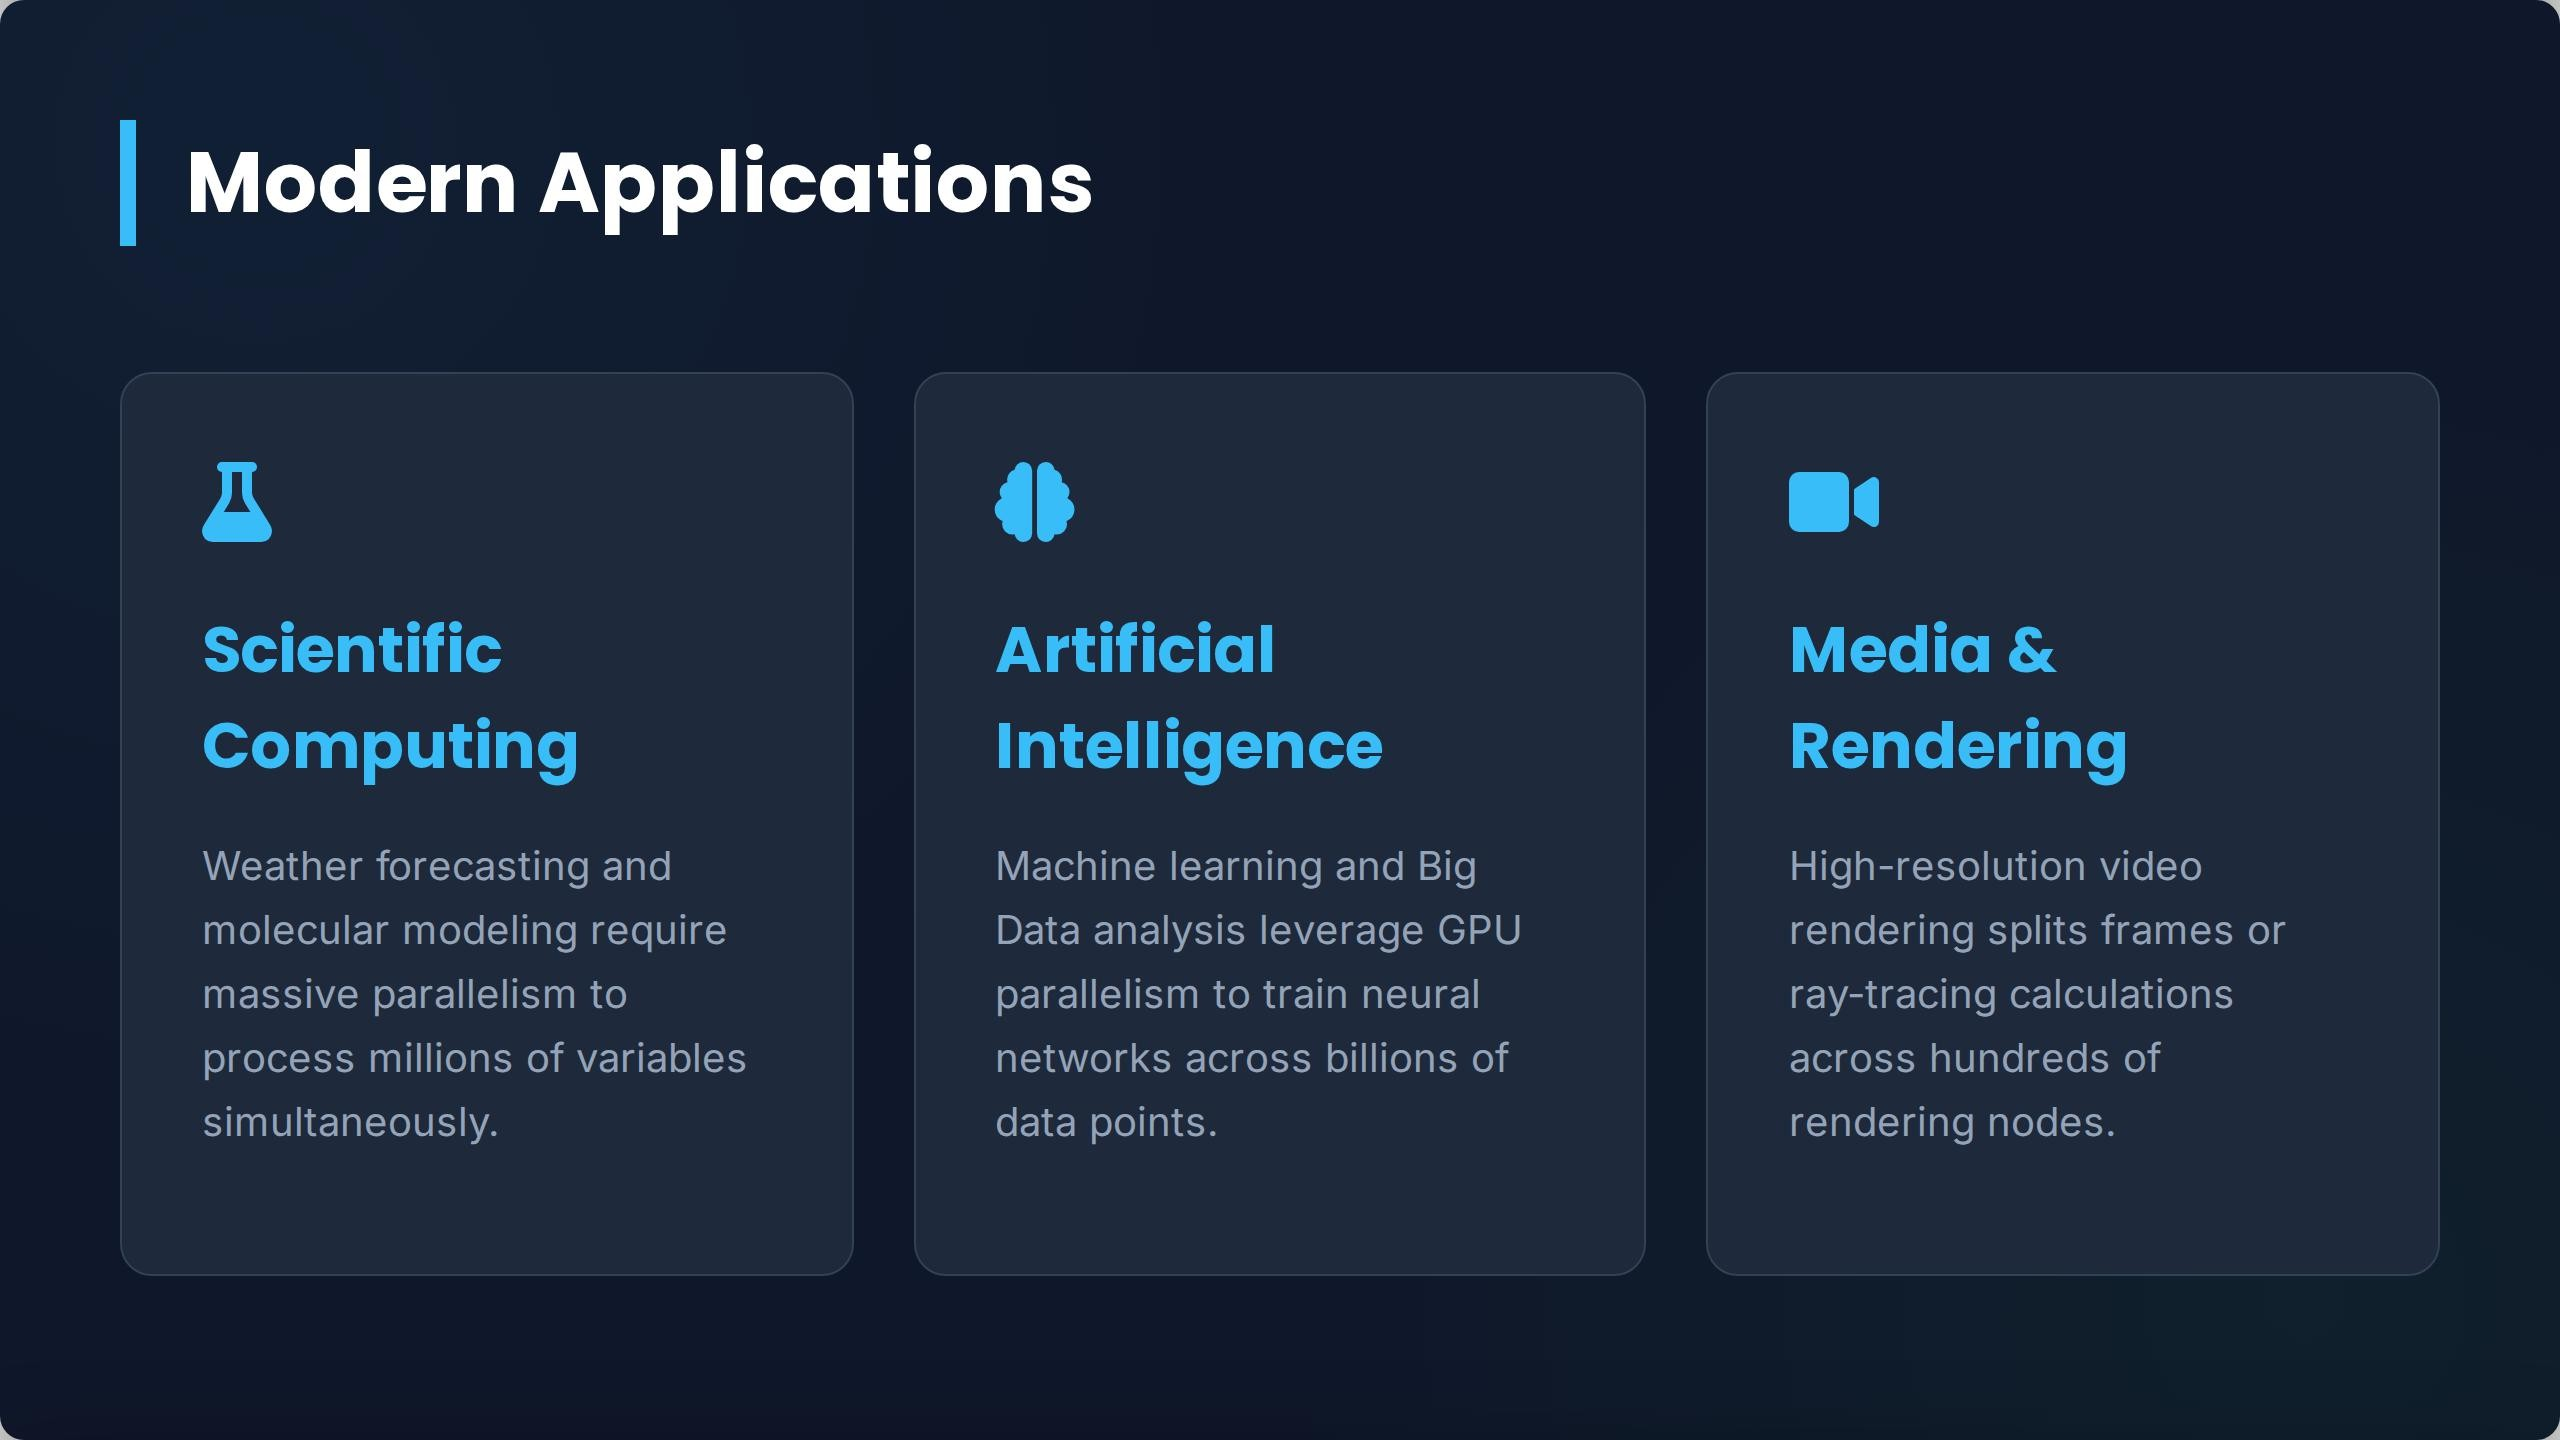 Modern Applications
Scientific
Computing
Weather forecasting and
molecular modeling require
massive parallelism to
process millions of variables
simultaneously.
Artificial
Intelligence
Machine learning and Big
Data analysis leverage GPU
parallelism to train neural
networks across billions of
data points.
Media &
Rendering
High-resolution video
rendering splits frames or
ray-tracing calculations
across hundreds of
rendering nodes.